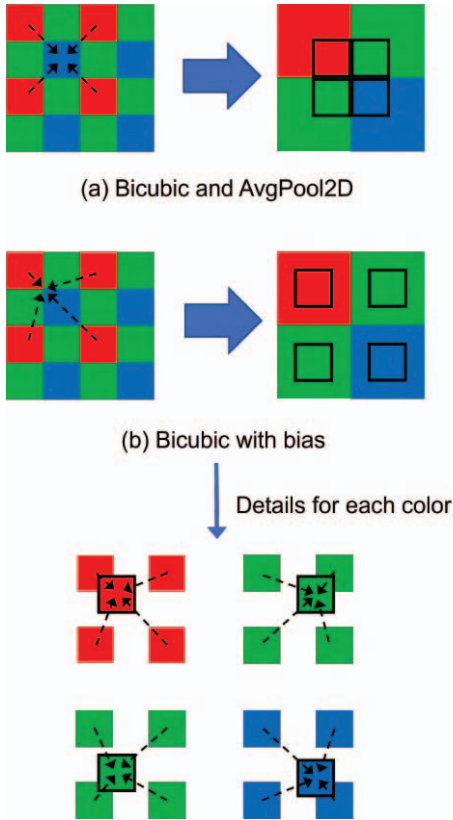 (a) Bicubic and AvgPool2D
(b) Bicubic with bias
Details for each color